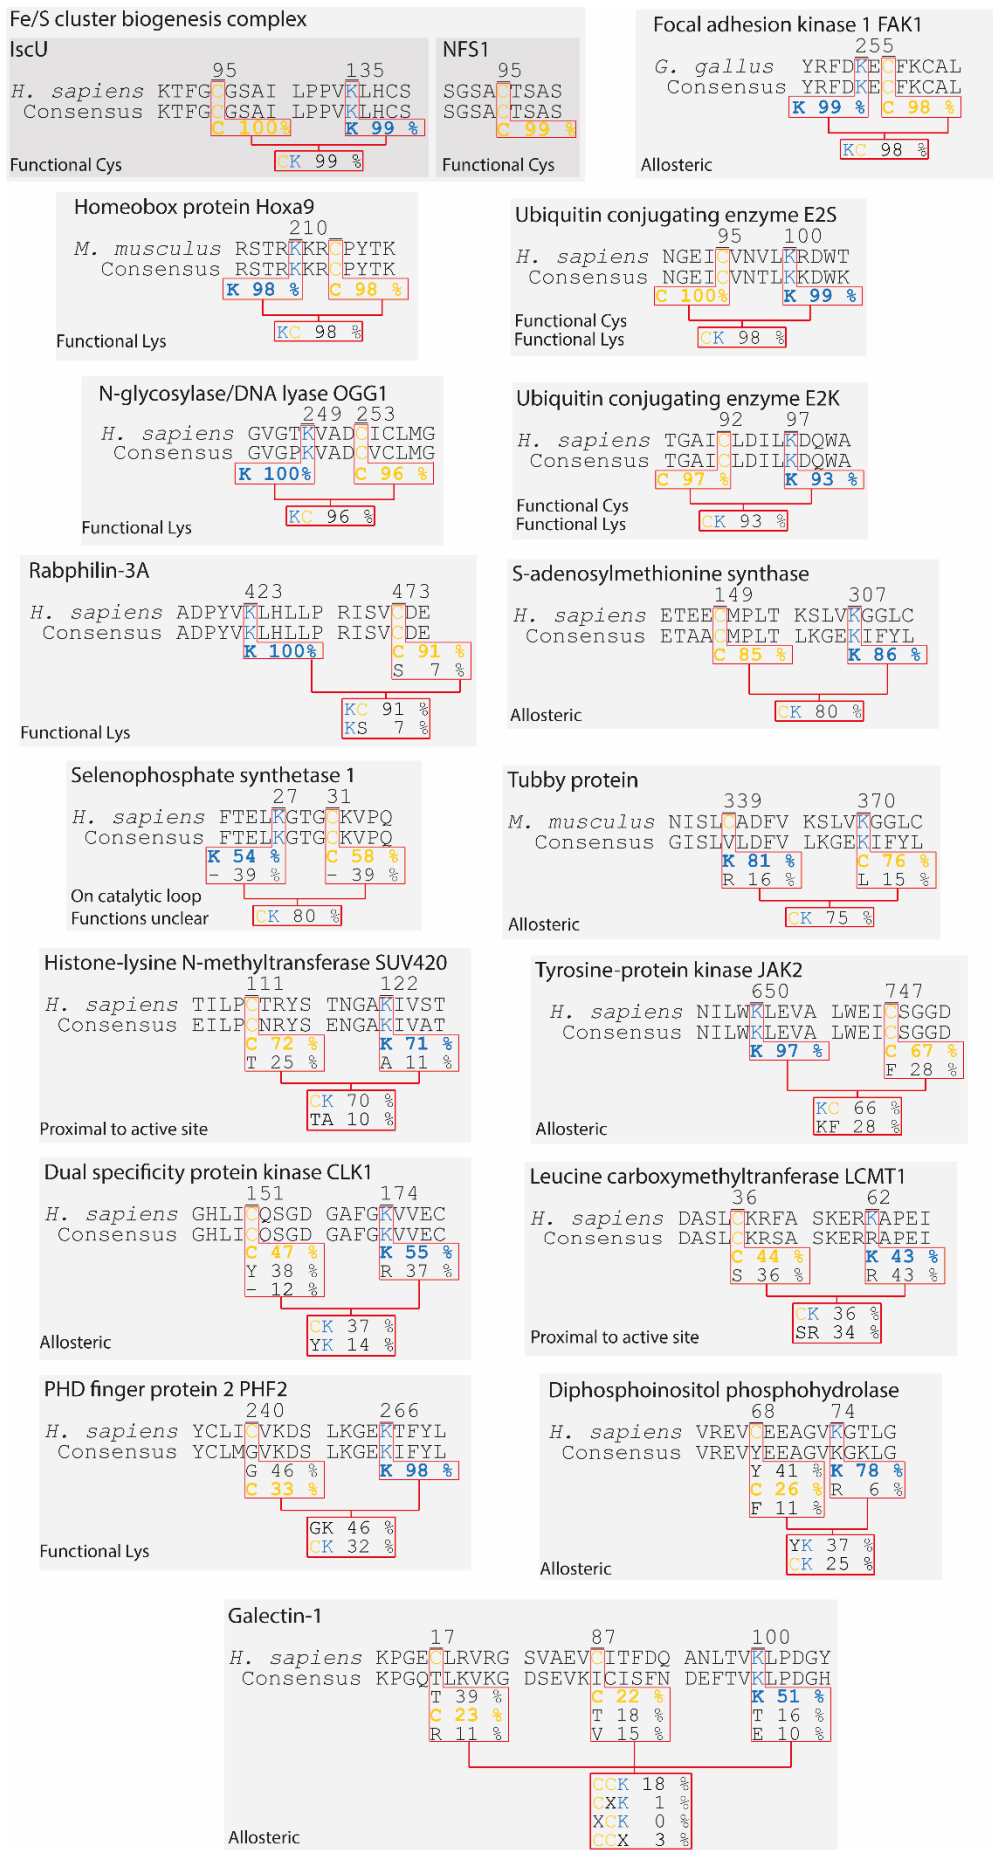 Fe/S cluster biogenesis complex
IscU
95 135
H. sapiens KTFGCGSAI LPPVKLHCS
Consensus KTFGCGSAI LPPVKLHCS
C 100% K 99 %
CK 99 %
Functional Cys
NFS1
95
SGSACTSAS
SGSACTSAS
C 99 %
Functional Cys
Focal adhesion kinase 1 FAK1
255
G. gallus YRFDKECFKCAL
Consensus YRFDKECFKCAL
K 99 % C 98 %
KC 98 %
Allosteric
Homeobox protein Hoxa9
210
M. musculus RSTRKKRCPYTK
Consensus RSTRKKRCPYTK
K 98 % C 98 %
KC 98 %
Functional Lys
Ubiquitin conjugating enzyme E2S
95 100
H. sapiens NGEICVNVLKRDWT
Consensus NGEICVNTLKKDWK
C 100% K 99 %
Functional Cys
Functional Lys
CK 98 %
N-glycosylase/DNA lyase OGG1
249 253
H. sapiens GVGTKVADCICLMG
Consensus GVGPKVADCVCLMG
K 100% C 96 %
KC 96 %
Functional Lys
Ubiquitin conjugating enzyme E2K
92 97
H. sapiens TGAICLDILKDQWA
Consensus TGAICLDILKDQWA
C 97 % K 93 %
Functional Cys
Functional Lys
CK 93 %
Rabphilin-3A
423 473
H. sapiens ADPYVKLHLLP RISVCDE
Consensus ADPYVKLHLLP RISVCDE
K 100% C 91 %
S 7 %
KC 91 %
KS 7 %
Functional Lys
S-adenosylmethionine synthase
149 307
H. sapiens ETEECMPLT KSLVKGGLC
Consensus ETAACMPLT LKGEKIFYL
C 85 % K 86 %
CK 80 %
Allosteric
Selenophosphate synthetase 1
27 31
H. sapiens FTELKGTGCKVPQ
Consensus FTELKGTGCKVPQ
K 54 % C 58 %
- 39 % - 39 %
On catalytic loop
Functions unclear
CK 80 %
Tubby protein
339 370
M. musculus NISLCADFV KSLVKGGLC
Consensus GISLVLDFV LKGEKIFYL
K 81 % C 76 %
R 16 % L 15 %
CK 75 %
Allosteric
Histone-lysine N-methyltransferase SUV420
111 122
H. sapiens TILPCTRYS TNGAKIVST
Consensus EILPCNRYS ENGAKIVAT
C 72 % K 71 %
T 25 % A 11 %
CK 70 %
TA 10 %
Proximal to active site
Tyrosine-protein kinase JAK2
650 747
H. sapiens NILWKLEVA LWEICSGGD
Consensus NILWKLEVA LWEICSGGD
K 97 % C 67 %
F 28 %
KC 66 %
KF 28 %
Allosteric
Dual specificity protein kinase CLK1
151 174
H. sapiens GHLICQSGD GAFGKVVEC
Consensus GHLICQSGD GAFGKVVEC
C 47 % K 55 %
Y 38 % R 37 %
- 12 %
CK 37 %
YK 14 %
Allosteric
Leucine carboxymethyltranferase LCMT1
36 62
H. sapiens DASLCKRFA SKERKAPEI
Consensus DASLCKRSA SKERRAPEI
C 44 % K 43 %
S 36 % R 43 %
CK 36 %
SR 34 %
Proximal to active site
PHD finger protein 2 PHF2
240 266
H. sapiens YCLICVKDS LKGEKTFYL
Consensus YCLMGVKDS LKGEKIFYL
G 46 % K 98 %
C 33 %
GK 46 %
CK 32 %
Functional Lys
Diphosphoinositol phosphohydrolase
68 74
H. sapiens VREVCEEAGVKGTLG
Consensus VREVYEEAGVKGKLG
Y 41 % K 78 %
C 26 % R 6 %
F 11 %
YK 37 %
CK 25 %
Allosteric
Galectin-1
17 87 100
H. sapiens KPGECLRVRG SVAEVCITFDQ ANLTVKLPDGY
Consensus KPGQTLKVKG DSEVKICISFN DEFTVKLPDGH
T 39 % C 22 % K 51 %
C 23 % T 18 % T 16 %
R 11 % V 15 % E 10 %
CCK 18 %
CXK 1 %
XCK 0 %
CCX 3 %
Allosteric